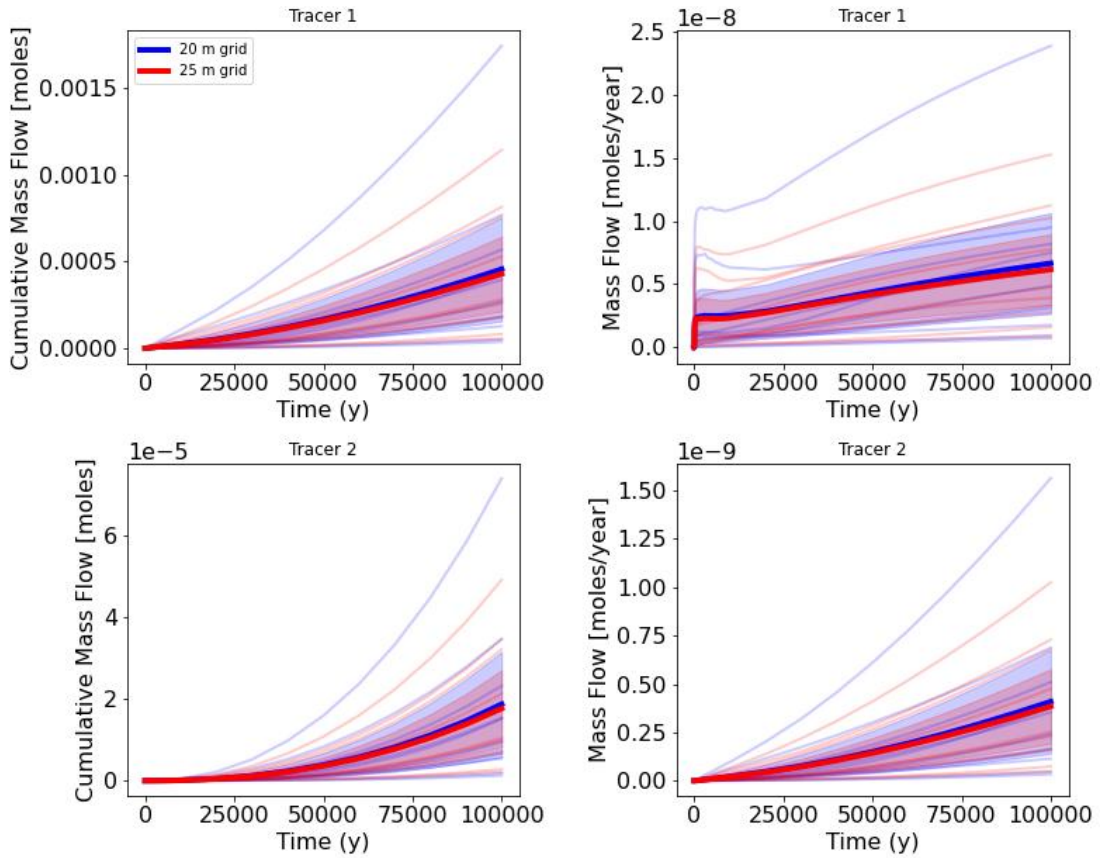 Tracer 1
20 m grid
25 m grid
Cumulative Mass Flow [moles]
0.0015
0.0010
0.0005
0.0000
0 25000 50000 75000 100000
Time (y)
Tracer 1
1e−8
Mass Flow [moles/year]
2.5
2.0
1.5
1.0
0.5
0.0
0 25000 50000 75000 100000
Time (y)
Tracer 2
1e−5
Cumulative Mass Flow [moles]
6
4
2
0
0 25000 50000 75000 100000
Time (y)
Tracer 2
1e−9
Mass Flow [moles/year]
1.50
1.25
1.00
0.75
0.50
0.25
0.00
0 25000 50000 75000 100000
Time (y)